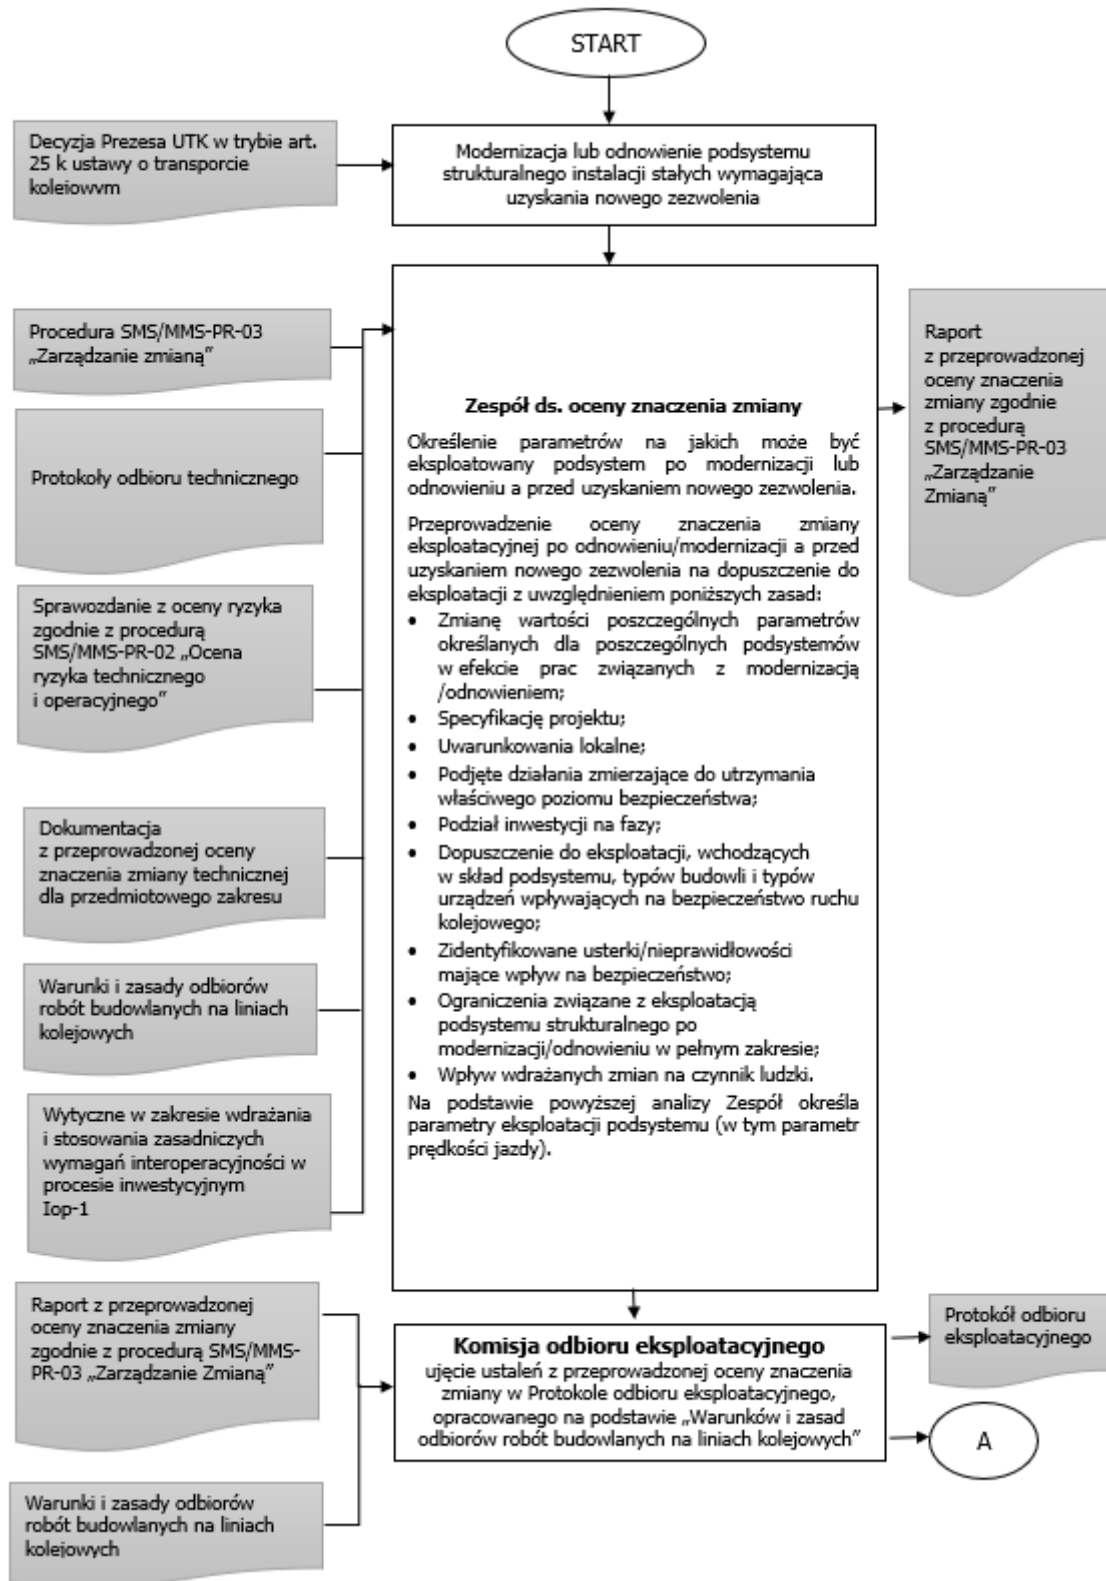 START
Decyzja Prezesa UTK w trybie art.
25 k ustawy o transporcie
kolejowym
Modernizacja lub odnowienie podsystemu
strukturalnego instalacji stałych wymagająca
uzyskania nowego zezwolenia
Procedura SMS/MMS-PR-03
„Zarządzanie zmianą”
Protokoły odbioru technicznego
Sprawozdanie z oceny ryzyka
zgodnie z procedurą
SMS/MMS-PR-02 „Ocena
ryzyka technicznego
i operacyjnego”
Dokumentacja
z przeprowadzonej oceny
znaczenia zmiany technicznej
dla przedmiotowego zakresu
Warunki i zasady odbiorów
robót budowlanych na liniach
kolejowych
Wytyczne w zakresie wdrażania
i stosowania zasadniczych
wymagań interoperacyjności w
procesie inwestycyjnym
Iop-1
Zespół ds. oceny znaczenia zmiany
Określenie parametrów na jakich może być
eksploatowany podsystem po modernizacji lub
odnowieniu a przed uzyskaniem nowego zezwolenia.
Przeprowadzenie oceny znaczenia zmiany
eksploatacyjnej po odnowieniu/modernizacji a przed
uzyskaniem nowego zezwolenia na dopuszczenie do
eksploatacji z uwzględnieniem poniższych zasad:
• Zmianę wartości poszczególnych parametrów
określanych dla poszczególnych podsystemów
w efekcie prac związanych z modernizacją
/odnowieniem;
• Specyfikację projektu;
• Uwarunkowania lokalne;
• Podjęte działania zmierzające do utrzymania
właściwego poziomu bezpieczeństwa;
• Podział inwestycji na fazy;
• Dopuszczenie do eksploatacji, wchodzących
w skład podsystemu, typów budowli i typów
urządzeń wpływających na bezpieczeństwo ruchu
kolejowego;
• Zidentyfikowane usterki/nieprawidłowości
mające wpływ na bezpieczeństwo;
• Ograniczenia związane z eksploatacją
podsystemu strukturalnego po
modernizacji/odnowieniu w pełnym zakresie;
• Wpływ wdrażanych zmian na czynnik ludzki.
Na podstawie powyższej analizy Zespół określa
parametry eksploatacji podsystemu (w tym parametr
prędkości jazdy).
Raport
z przeprowadzonej
oceny znaczenia
zmiany zgodnie
z procedurą
SMS/MMS-PR-03
„Zarządzanie
Zmianą”
Raport z przeprowadzonej
oceny znaczenia zmiany
zgodnie z procedurą SMS/MMS-
PR-03 „Zarządzanie Zmianą”
Warunki i zasady odbiorów
robót budowlanych na liniach
kolejowych
Komisja odbioru eksploatacyjnego
ujęcie ustaleń z przeprowadzonej oceny znaczenia
zmiany w Protokole odbioru eksploatacyjnego,
opracowanego na podstawie „Warunków i zasad
odbiorów robót budowlanych na liniach kolejowych”
Protokół odbioru
eksploatacyjnego
A